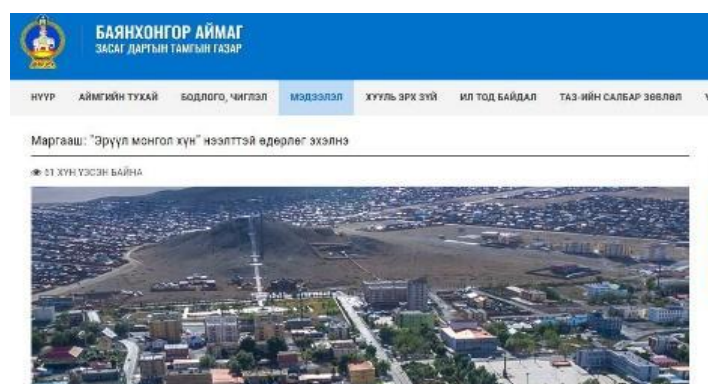 БАЯНХОНГОР АЙМАГ
ЗАСАГ ДАРГЫН ТАМГЫН ГАЗАР
НҮҮР АЙМГИЙН ТУХАЙ БОДЛОГО, ЧИГЛЭЛ МЭДЭЭЛЭЛ ХУУЛЬ ЭРХ ЗҮЙ ИЛ ТОД БАЙДАЛ ТАЗ-ИЙН САЛБАР ЗӨВЛӨЛ
Маргааш: "Эрүүл монгол хүн" нээлттэй өдөрлөг эхэлнэ
61 ХҮН ҮЗСЭН БАЙНА